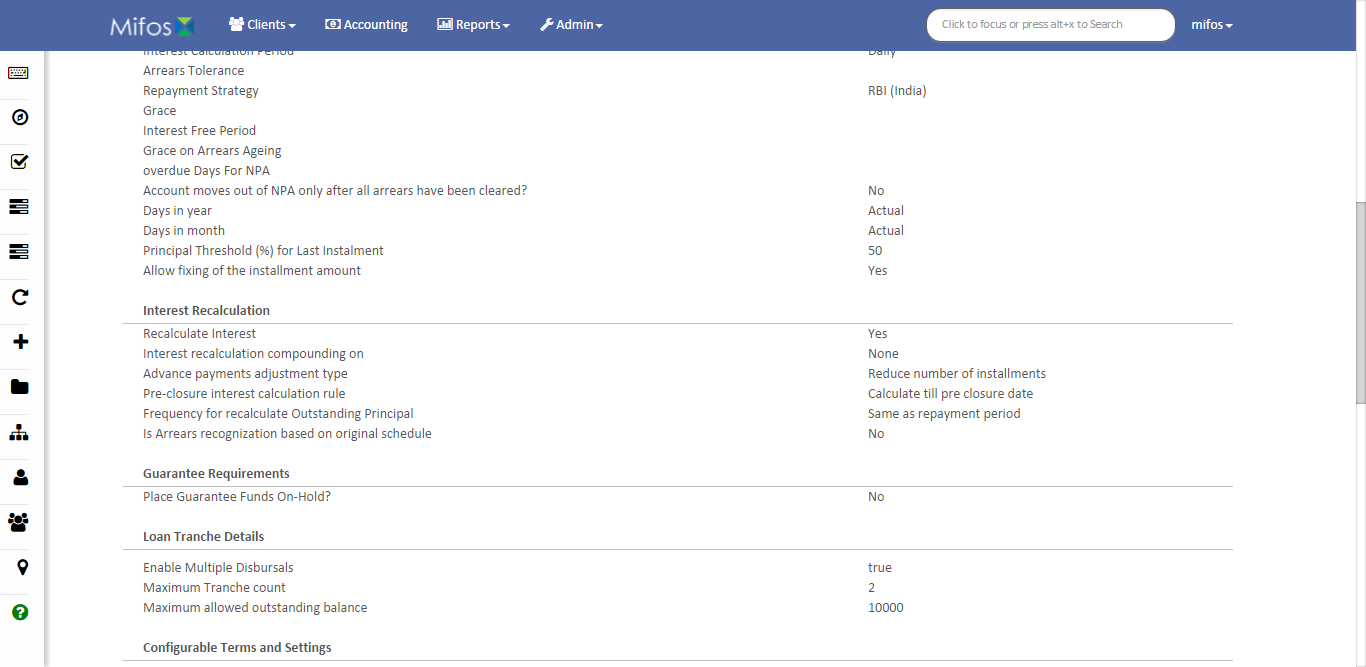 Mifos X Clients Accounting Reports Admin Click to focus or press alt+x to Search mifos
Interest Calculation Period Daily
Arrears Tolerance
Repayment Strategy RBI (India)
Grace
Interest Free Period
Grace on Arrears Ageing
overdue Days For NPA
Account moves out of NPA only after all arrears have been cleared? No
Days in year Actual
Days in month Actual
Principal Threshold (%) for Last Instalment 50
Allow fixing of the installment amount Yes
Interest Recalculation
Recalculate Interest Yes
Interest recalculation compounding on None
Advance payments adjustment type Reduce number of installments
Pre-closure interest calculation rule Calculate till pre closure date
Frequency for recalculate Outstanding Principal Same as repayment period
Is Arrears recognization based on original schedule No
Guarantee Requirements
Place Guarantee Funds On-Hold? No
Loan Tranche Details
Enable Multiple Disbursals true
Maximum Tranche count 2
Maximum allowed outstanding balance 10000
Configurable Terms and Settings